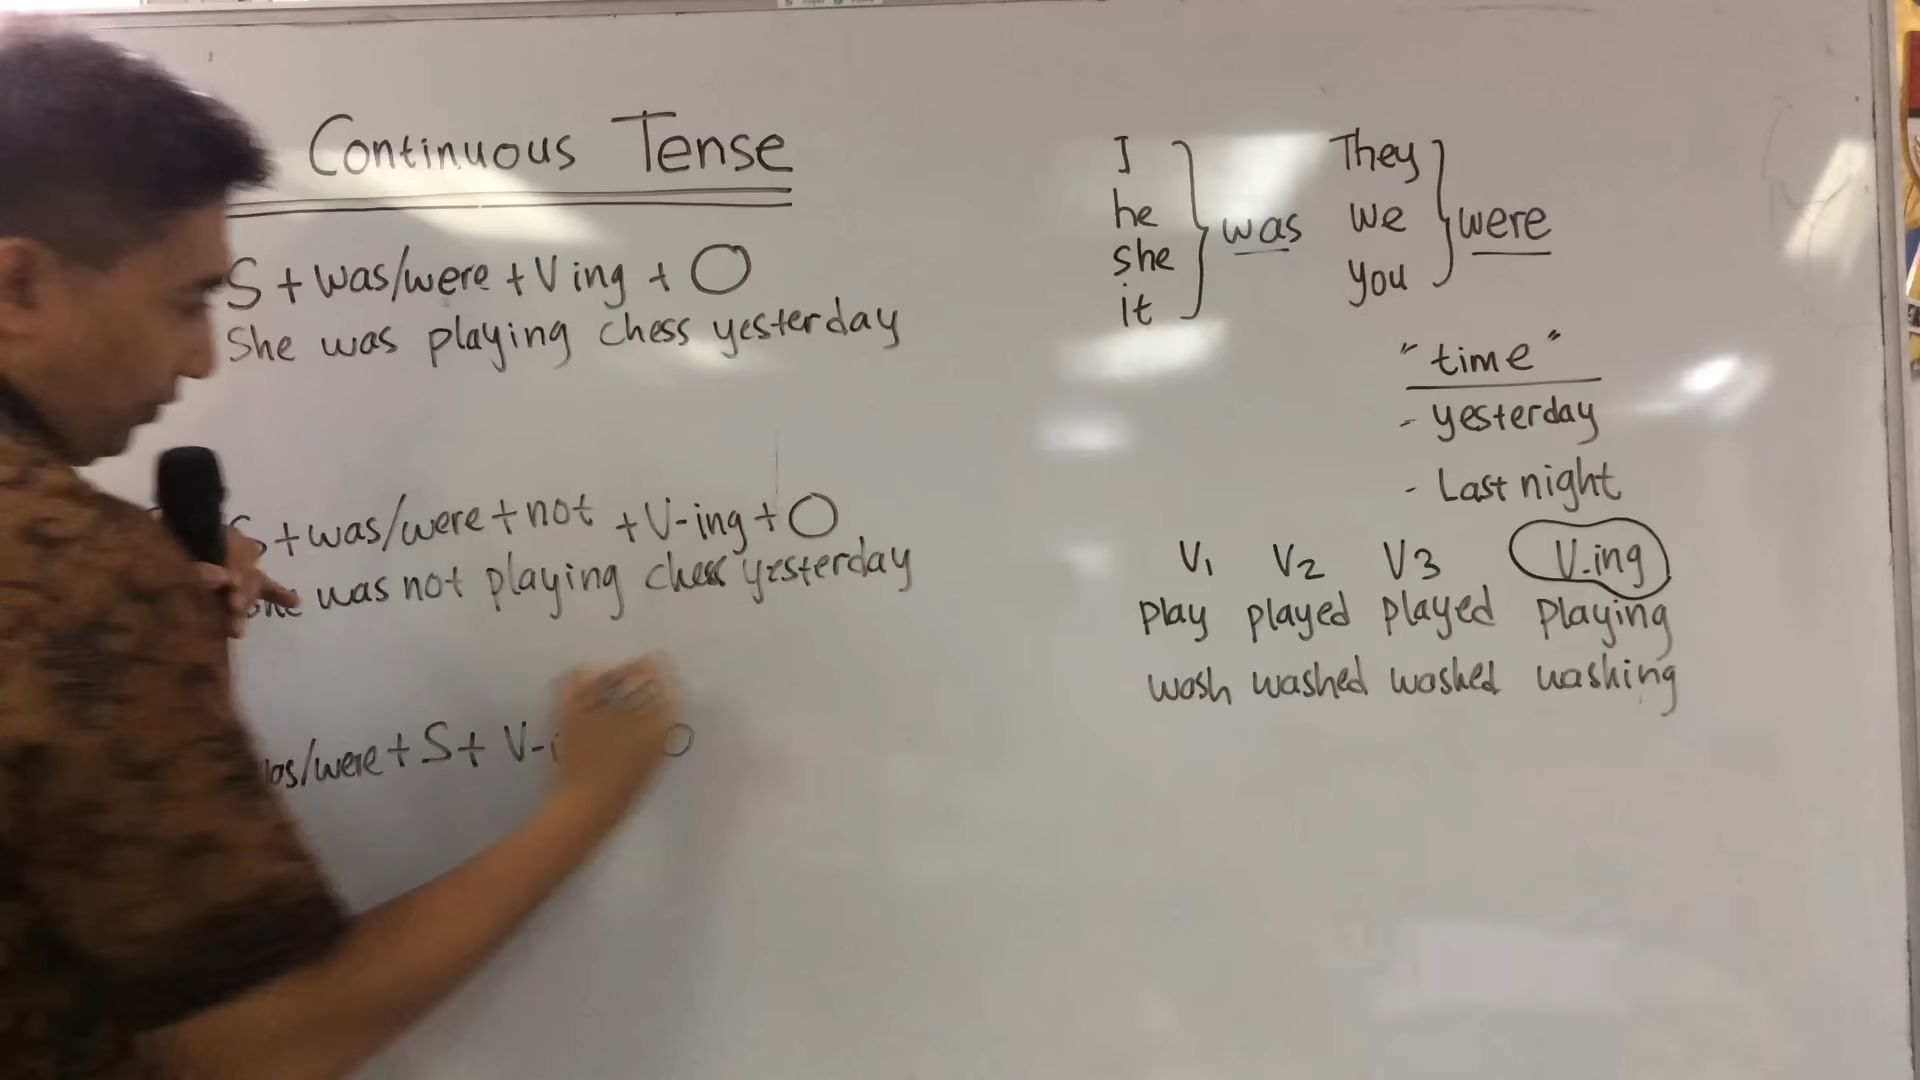 Continuous Tense
S + was/were + Ving + O
She was playing chess yesterday
S + was/were + not + V-ing + O
She was not playing chess yesterday
was/were + S + V-i O
I
he
she
it
was
They
we
you
were
"time"
- yesterday
- Last night
V1 V2 V3 V-ing
play played played playing
wash washed washed washing